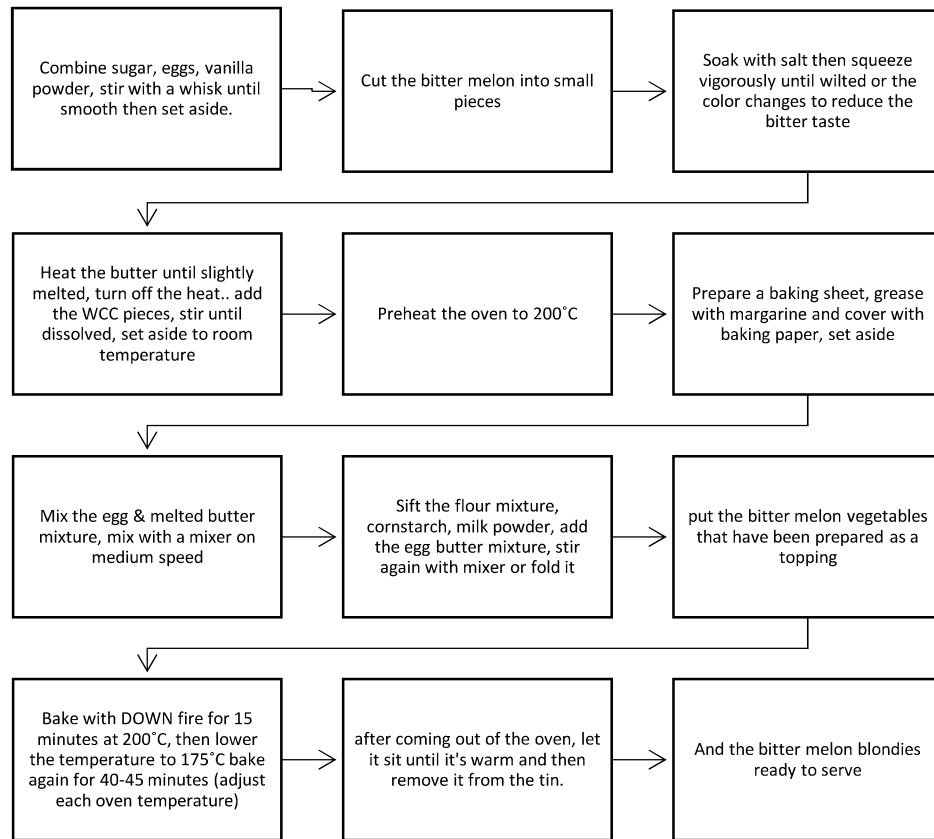 Combine sugar, eggs, vanilla
powder, stir with a whisk until
smooth then set aside.
Cut the bitter melon into small
pieces
Soak with salt then squeeze
vigorously until wilted or the
color changes to reduce the
bitter taste
Heat the butter until slightly
melted, turn off the heat.. add
the WCC pieces, stir until
dissolved, set aside to room
temperature
Preheat the oven to 200˚C
Prepare a baking sheet, grease
with margarine and cover with
baking paper, set aside
Mix the egg & melted butter
mixture, mix with a mixer on
medium speed
Sift the flour mixture,
cornstarch, milk powder, add
the egg butter mixture, stir
again with mixer or fold it
put the bitter melon vegetables
that have been prepared as a
topping
Bake with DOWN fire for 15
minutes at 200˚C, then lower
the temperature to 175˚C bake
again for 40-45 minutes (adjust
each oven temperature)
after coming out of the oven, let
it sit until it's warm and then
remove it from the tin.
And the bitter melon blondies
ready to serve